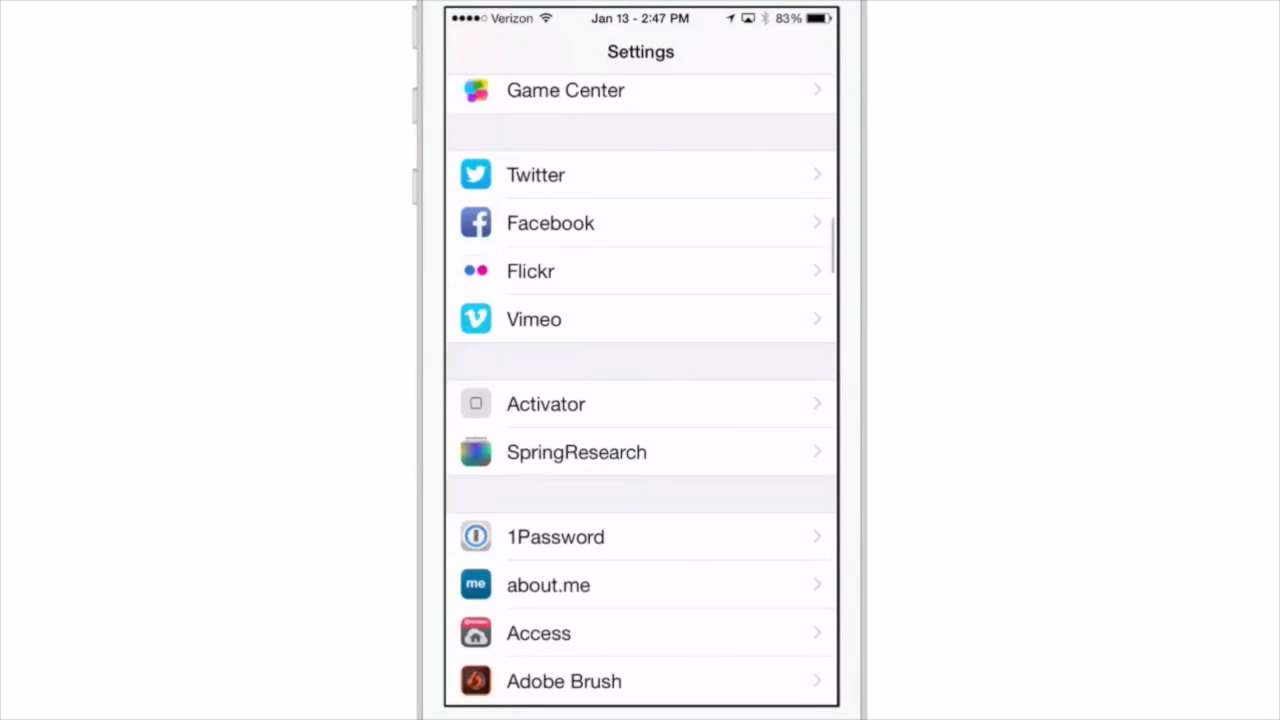 Verizon Jan 13 - 2:47 PM 83%
Settings
Game Center
Twitter
Facebook
Flickr
Vimeo
Activator
SpringResearch
1Password
me about.me
Access
Adobe Brush